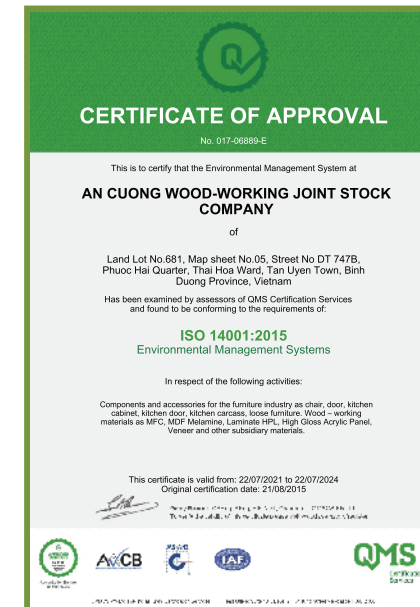 CERTIFICATE OF APPROVAL
No. 017-06889-E
This is to certify that the Environmental Management System at
AN CUONG WOOD-WORKING JOINT STOCK
COMPANY
of
Land Lot No.681, Map sheet No.05, Street No DT 747B,
Phuoc Hai Quarter, Thai Hoa Ward, Tan Uyen Town, Binh
Duong Province, Vietnam
Has been examined by assessors of QMS Certification Services
and found to be conforming to the requirements of:
ISO 14001:2015
Environmental Management Systems
In respect of the following activities:
Components and accessories for the furniture industry as chair, door, kitchen
cabinet, kitchen door, kitchen carcass, loose furniture. Wood – working
materials as MFC, MDF Melamine, Laminate HPL, High Gloss Acrylic Panel,
Veneer and other subsidiary materials.
This certificate is valid from: 22/07/2021 to 22/07/2024
Original certification date: 21/08/2015
JAS-ANZ
IAF
QMS
Certification